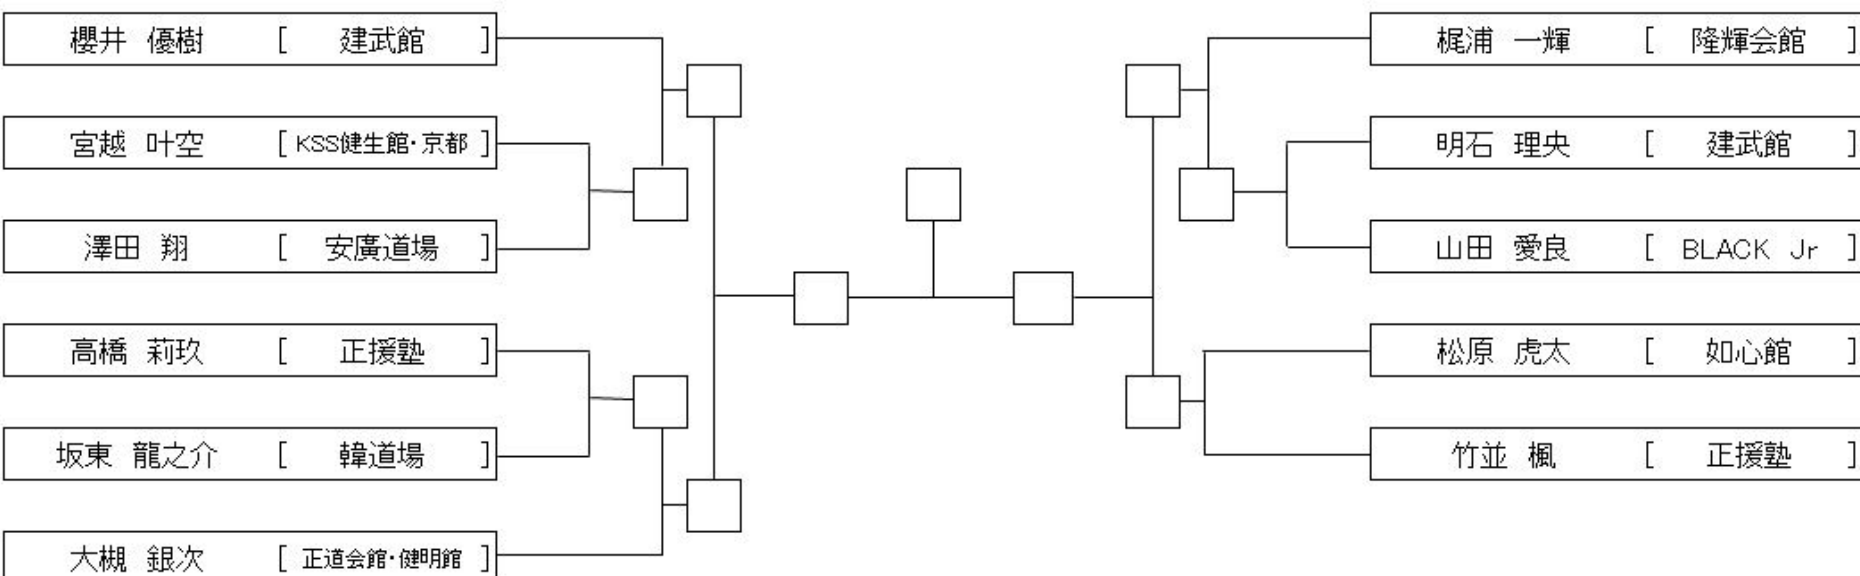 櫻井 優樹 [ 建武館 ]
宮越 叶空 [ KSS健生館・京都 ]
澤田 翔 [ 安廣道場 ]
高橋 莉玖 [ 正援塾 ]
坂東 龍之介 [ 韓道場 ]
大槻 銀次 [ 正道会館・健明館 ]
梶浦 一輝 [ 隆輝会館 ]
明石 理央 [ 建武館 ]
山田 愛良 [ BLACK Jr ]
松原 虎太 [ 如心館 ]
竹並 楓 [ 正援塾 ]